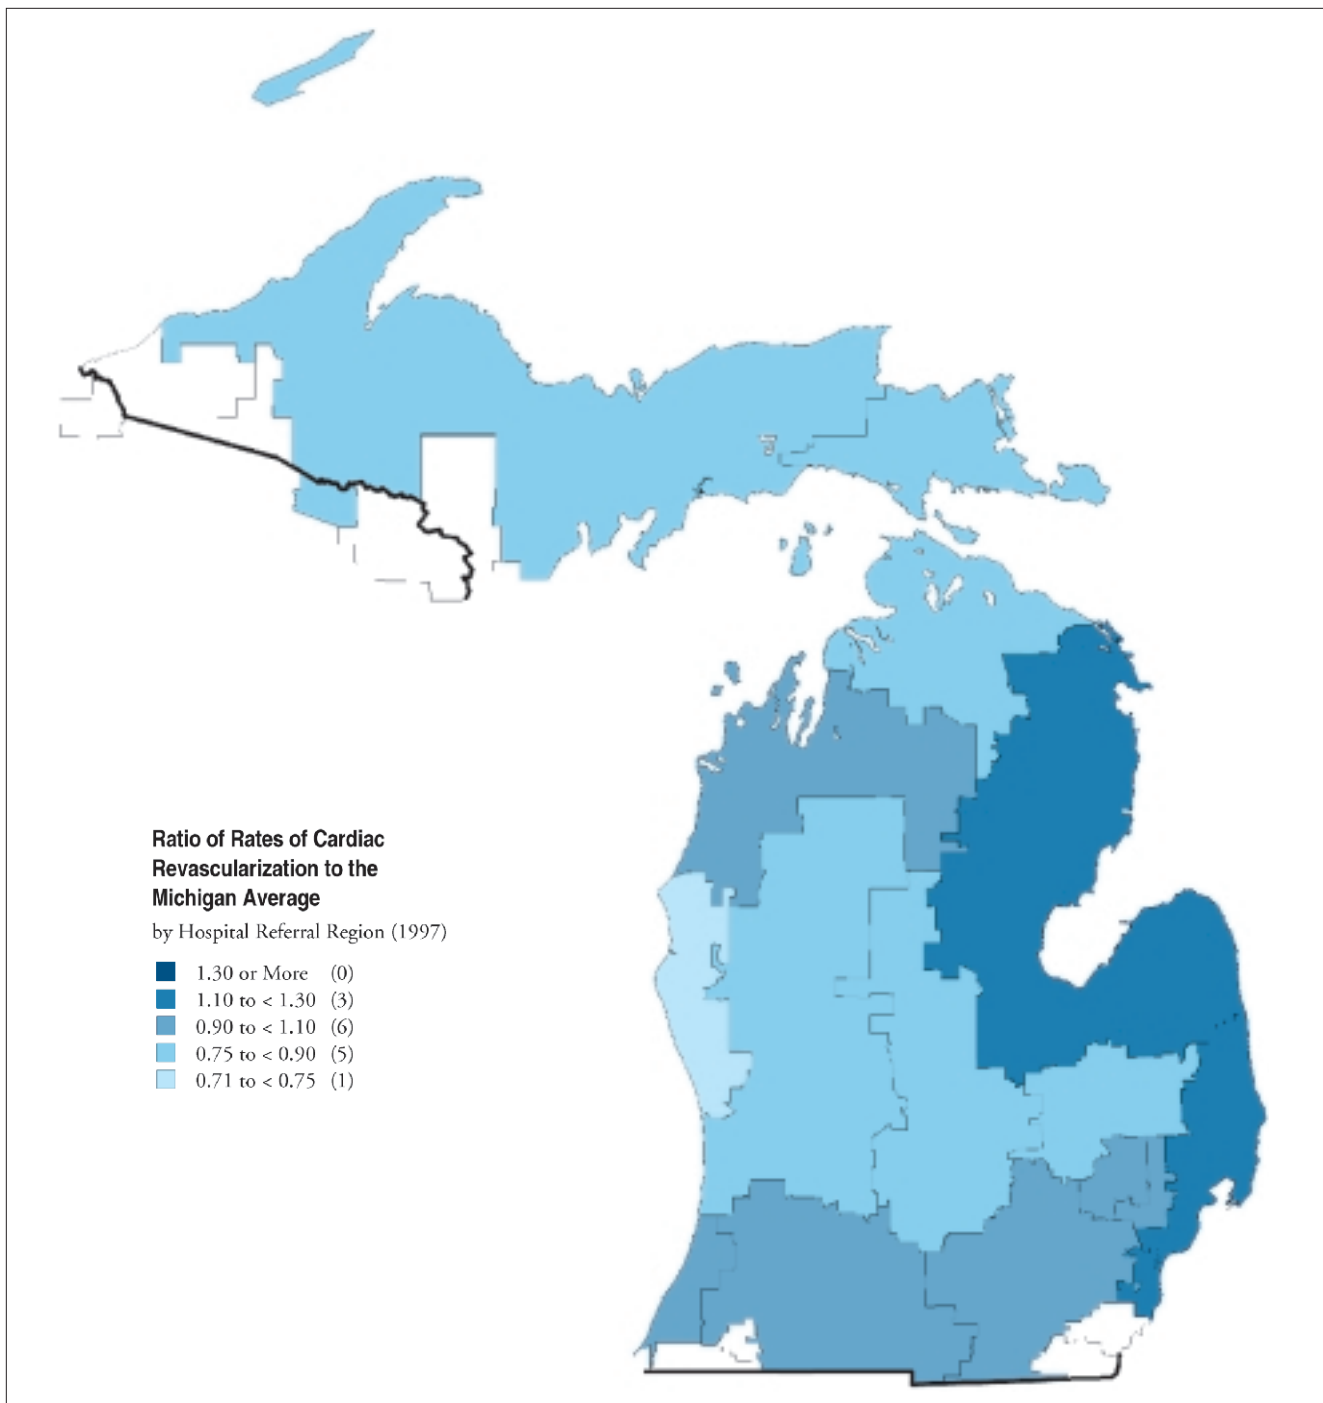 Ratio of Rates of Cardiac
Revascularization to the
Michigan Average
by Hospital Referral Region (1997)
1.30 or More (0)
1.10 to < 1.30 (3)
0.90 to < 1.10 (6)
0.75 to < 0.90 (5)
0.71 to < 0.75 (1)